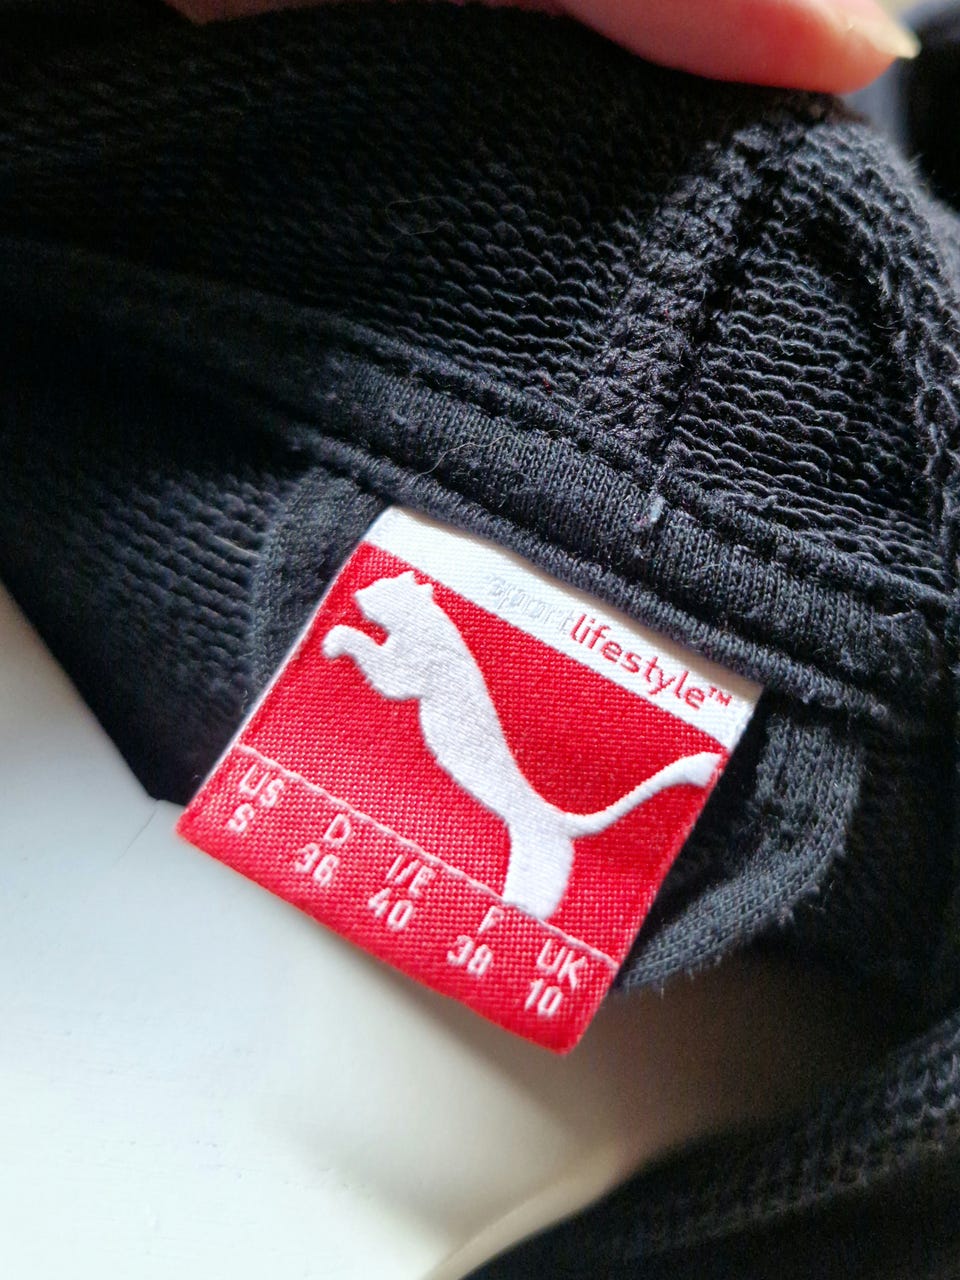 sportlifestyle™
US D I/E F UK
S 36 40 38 10